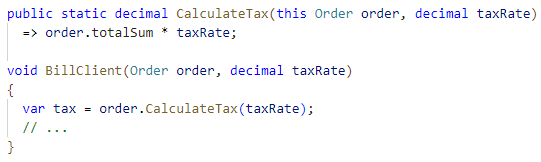 public static decimal CalculateTax(this Order order, decimal taxRate)
  => order.totalSum * taxRate;

void BillClient(Order order, decimal taxRate)
{
  var tax = order.CalculateTax(taxRate);
  // ...
}